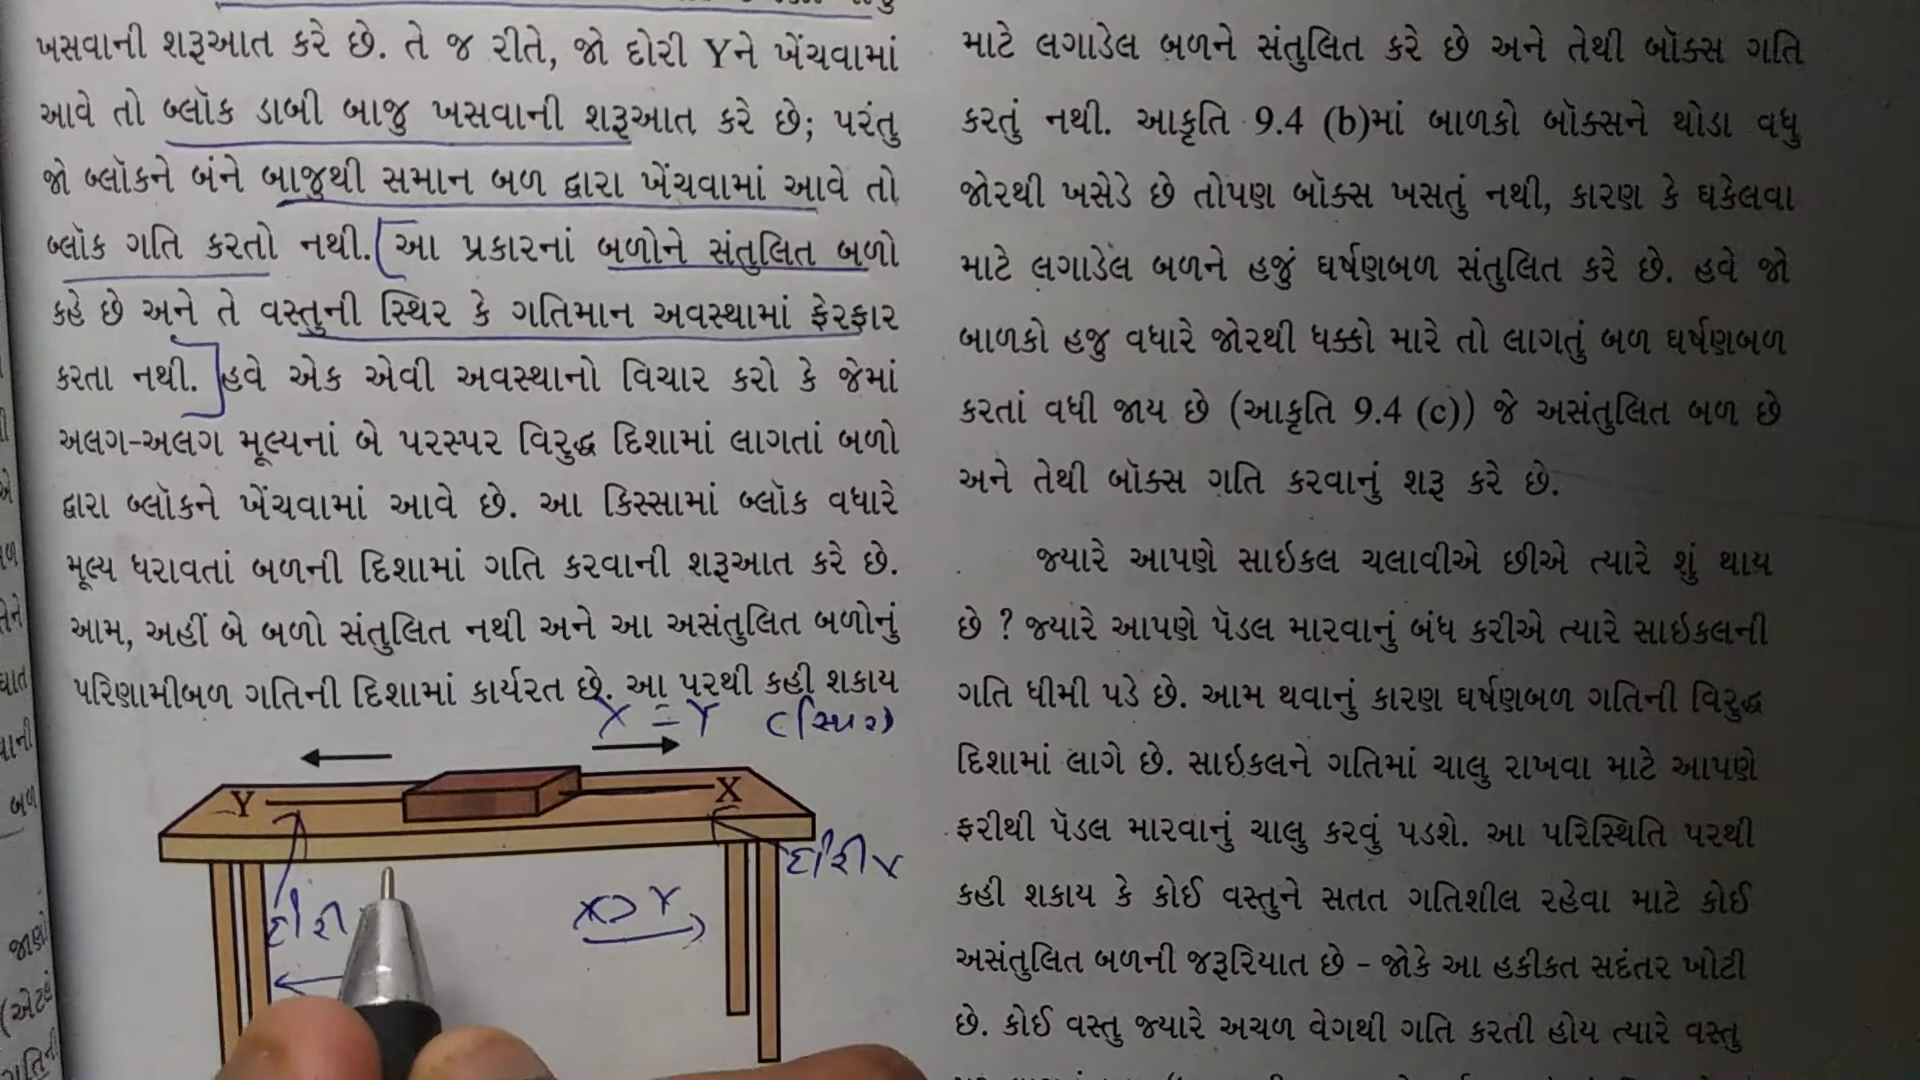 ખસવાની શરૂઆત કરે છે. તે જ રીતે, જો દોરી Yને ખેંચવામાં
આવે તો બ્લૉક ડાબી બાજુ ખસવાની શરૂઆત કરે છે; પરંતુ
જો બ્લૉકને બંને બાજુથી સમાન બળ દ્વારા ખેંચવામાં આવે તો
બ્લૉક ગતિ કરતો નથી. આ પ્રકારનાં બળોને સંતુલિત બળો
કહે છે અને તે વસ્તુની સ્થિર કે ગતિમાન અવસ્થામાં ફેરફાર
કરતા નથી. હવે એક એવી અવસ્થાનો વિચાર કરો કે જેમાં
અલગ-અલગ મૂલ્યનાં બે પરસ્પર વિરુદ્ધ દિશામાં લાગતાં બળો
દ્વારા બ્લૉકને ખેંચવામાં આવે છે. આ કિસ્સામાં બ્લૉક વધારે
મૂલ્ય ધરાવતાં બળની દિશામાં ગતિ કરવાની શરૂઆત કરે છે.
આમ, અહીં બે બળો સંતુલિત નથી અને આ અસંતુલિત બળોનું
પરિણામીબળ ગતિની દિશામાં કાર્યરત છે. આ પરથી કહી શકાય
X = Y (સ્થિર)
Y X
દોરી X
દોરી X > Y
માટે લગાડેલ બળને સંતુલિત કરે છે અને તેથી બૉક્સ ગતિ
કરતું નથી. આકૃતિ 9.4 (b)માં બાળકો બૉક્સને થોડા વધુ
જોરથી ખસેડે છે તોપણ બૉક્સ ખસતું નથી, કારણ કે ધકેલવા
માટે લગાડેલ બળને હજું ઘર્ષણબળ સંતુલિત કરે છે. હવે જો
બાળકો હજુ વધારે જોરથી ધક્કો મારે તો લાગતું બળ ઘર્ષણબળ
કરતાં વધી જાય છે (આકૃતિ 9.4 (c)) જે અસંતુલિત બળ છે
અને તેથી બૉક્સ ગતિ કરવાનું શરૂ કરે છે.
જ્યારે આપણે સાઇકલ ચલાવીએ છીએ ત્યારે શું થાય
છે ? જ્યારે આપણે પૅડલ મારવાનું બંધ કરીએ ત્યારે સાઇકલની
ગતિ ધીમી પડે છે. આમ થવાનું કારણ ઘર્ષણબળ ગતિની વિરુદ્ધ
દિશામાં લાગે છે. સાઇકલને ગતિમાં ચાલુ રાખવા માટે આપણે
ફરીથી પૅડલ મારવાનું ચાલુ કરવું પડશે. આ પરિસ્થિતિ પરથી
કહી શકાય કે કોઈ વસ્તુને સતત ગતિશીલ રહેવા માટે કોઈ
અસંતુલિત બળની જરૂરિયાત છે - જોકે આ હકીકત સદંતર ખોટી
છે. કોઈ વસ્તુ જ્યારે અચળ વેગથી ગતિ કરતી હોય ત્યારે વસ્તુ